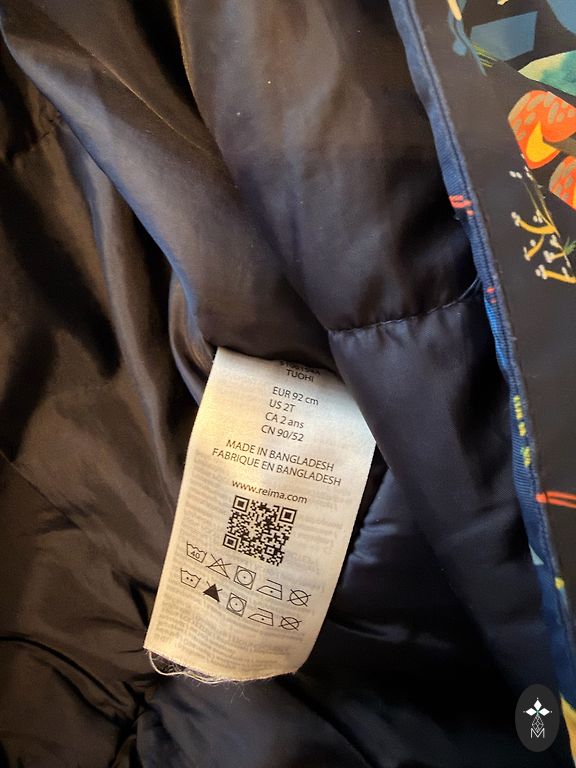 TUOHI
EUR 92 cm
US 2T
CA 2 ans
CN 90/52
MADE IN BANGLADESH
FABRIQUE EN BANGLADESH
www.reima.com
40
M